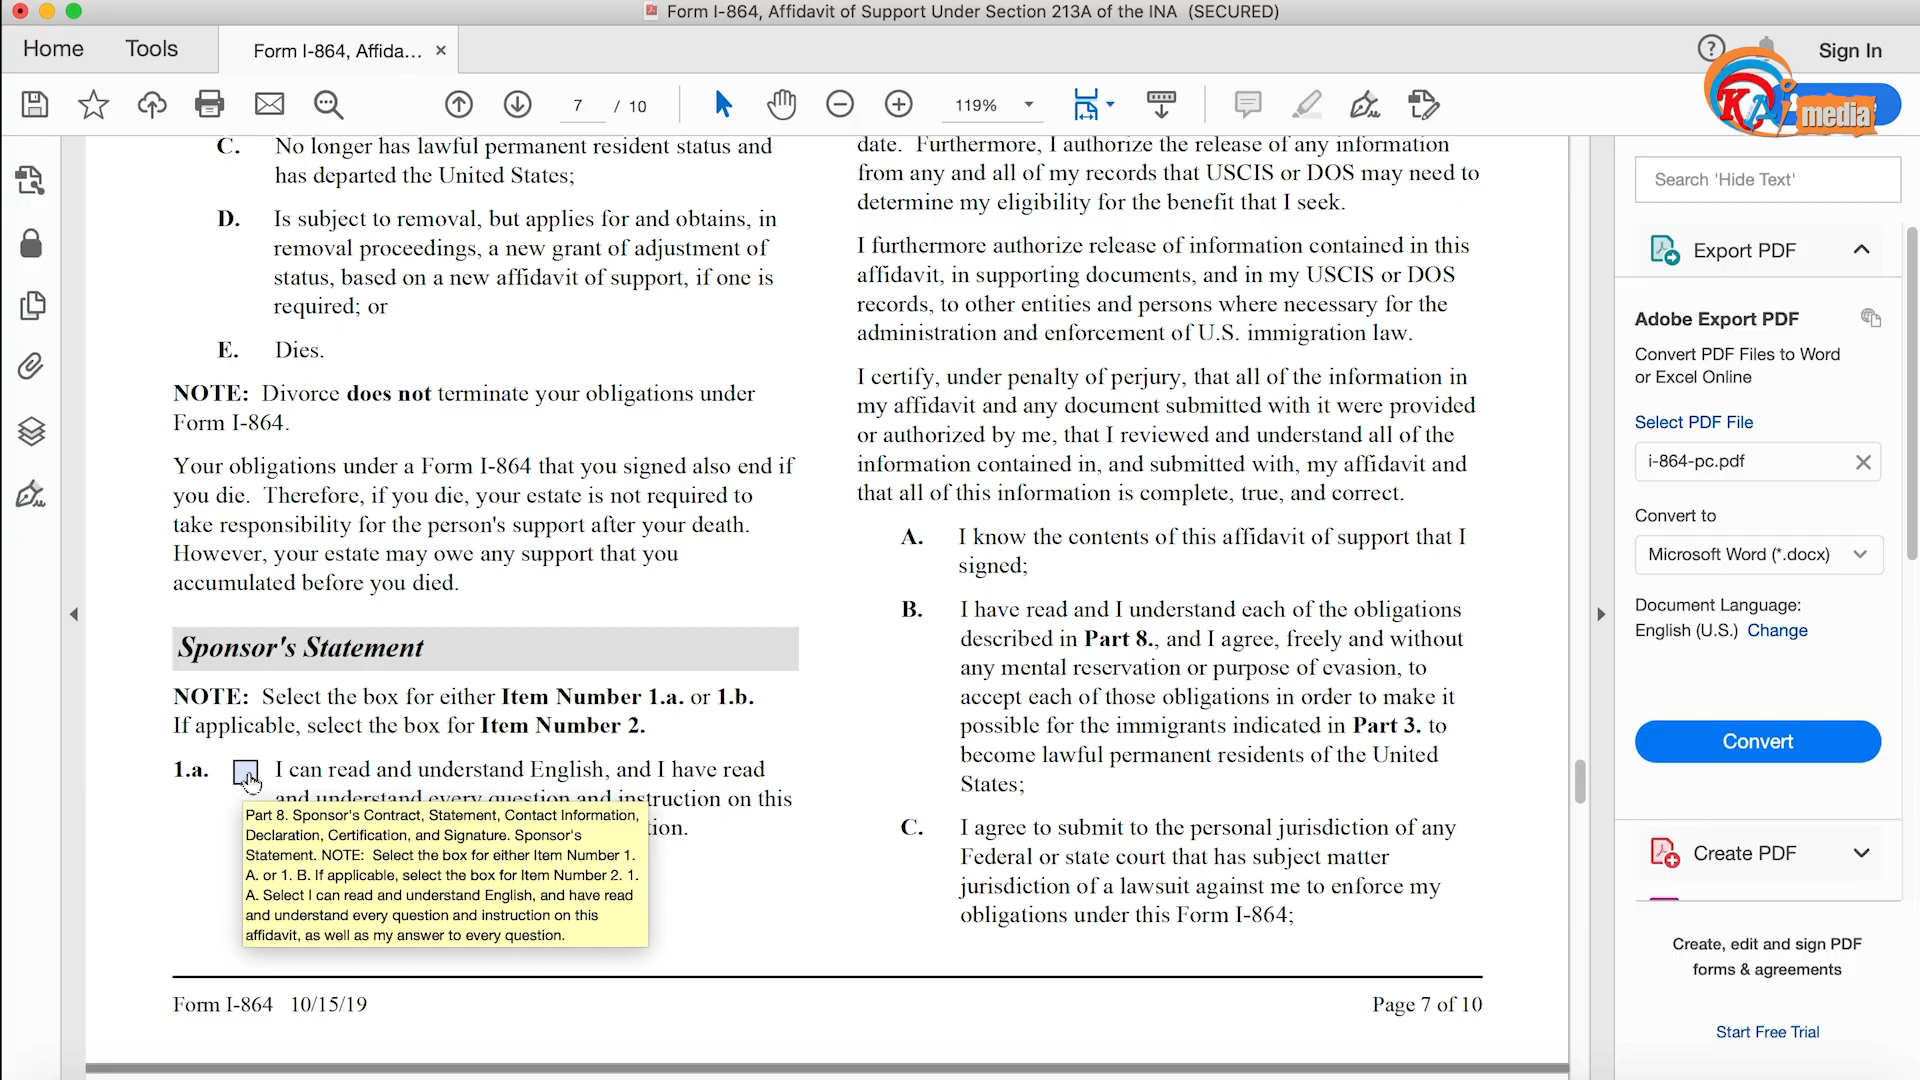 Form I-864, Affidavit of Support Under Section 213A of the INA (SECURED)
Home
Tools
Form I-864, Affida...
Sign In
7 / 10
119%
KAI media
C. No longer has lawful permanent resident status and
has departed the United States;
D. Is subject to removal, but applies for and obtains, in
removal proceedings, a new grant of adjustment of
status, based on a new affidavit of support, if one is
required; or
E. Dies.
NOTE: Divorce does not terminate your obligations under
Form I-864.
Your obligations under a Form I-864 that you signed also end if
you die. Therefore, if you die, your estate is not required to
take responsibility for the person's support after your death.
However, your estate may owe any support that you
accumulated before you died.
Sponsor's Statement
NOTE: Select the box for either Item Number 1.a. or 1.b.
If applicable, select the box for Item Number 2.
1.a. I can read and understand English, and I have read
and understand every question and instruction on this
tion.
Part 8. Sponsor's Contract, Statement, Contact Information,
Declaration, Certification, and Signature. Sponsor's
Statement. NOTE: Select the box for either Item Number 1.
A. or 1. B. If applicable, select the box for Item Number 2. 1.
A. Select I can read and understand English, and have read
and understand every question and instruction on this
affidavit, as well as my answer to every question.
date. Furthermore, I authorize the release of any information
from any and all of my records that USCIS or DOS may need to
determine my eligibility for the benefit that I seek.
I furthermore authorize release of information contained in this
affidavit, in supporting documents, and in my USCIS or DOS
records, to other entities and persons where necessary for the
administration and enforcement of U.S. immigration law.
I certify, under penalty of perjury, that all of the information in
my affidavit and any document submitted with it were provided
or authorized by me, that I reviewed and understand all of the
information contained in, and submitted with, my affidavit and
that all of this information is complete, true, and correct.
A. I know the contents of this affidavit of support that I
signed;
B. I have read and I understand each of the obligations
described in Part 8., and I agree, freely and without
any mental reservation or purpose of evasion, to
accept each of those obligations in order to make it
possible for the immigrants indicated in Part 3. to
become lawful permanent residents of the United
States;
C. I agree to submit to the personal jurisdiction of any
Federal or state court that has subject matter
jurisdiction of a lawsuit against me to enforce my
obligations under this Form I-864;
Form I-864 10/15/19
Page 7 of 10
Search 'Hide Text'
Export PDF
Adobe Export PDF
Convert PDF Files to Word
or Excel Online
Select PDF File
i-864-pc.pdf
Convert to
Microsoft Word (*.docx)
Document Language:
English (U.S.) Change
Convert
Create PDF
Create, edit and sign PDF
forms & agreements
Start Free Trial